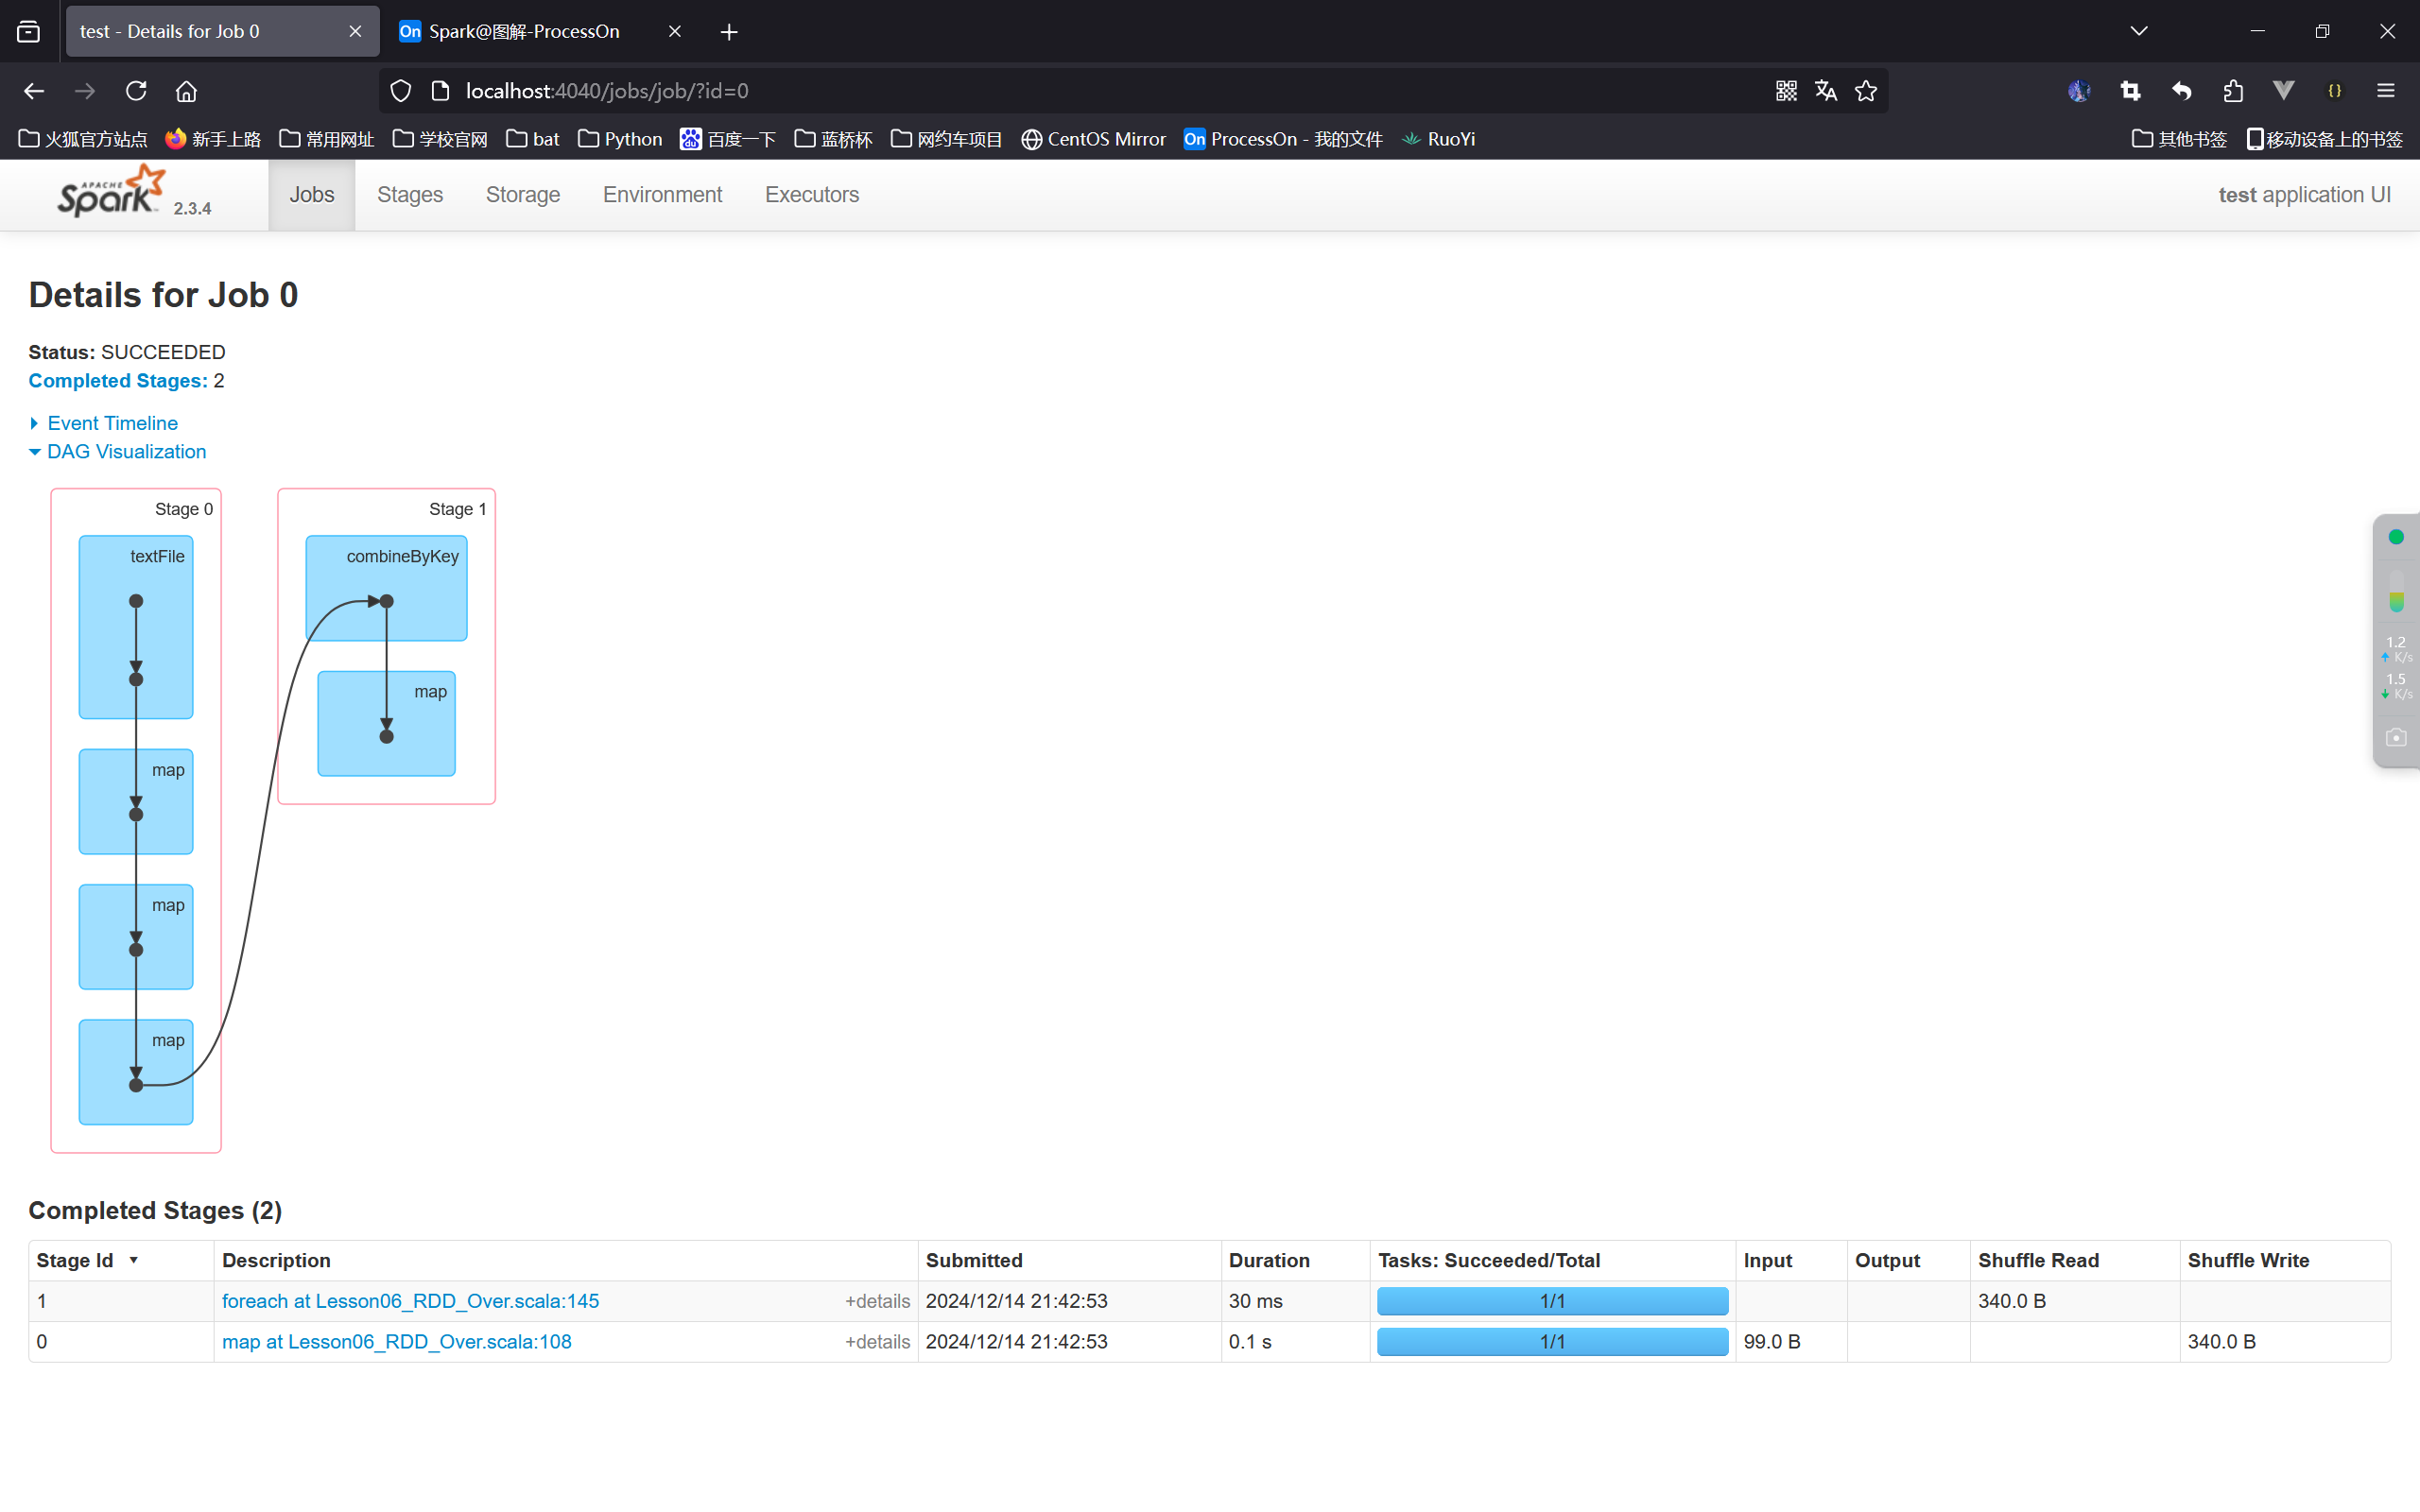 test - Details for Job 0
On Spark@图解-ProcessOn
localhost:4040/jobs/job/?id=0
火狐官方站点 新手上路 常用网址 学校官网 bat Python 百度一下 蓝桥杯 网约车项目 CentOS Mirror On ProcessOn - 我的文件 RuoYi 其他书签 移动设备上的书签
APACHE Spark 2.3.4 Jobs Stages Storage Environment Executors test application UI
Details for Job 0
Status: SUCCEEDED
Completed Stages: 2
Event Timeline
DAG Visualization
Stage 0
textFile
map
map
map
Stage 1
combineByKey
map
1.2
K/s
1.5
K/s
Completed Stages (2)
Stage Id Description Submitted Duration Tasks: Succeeded/Total Input Output Shuffle Read Shuffle Write
1 foreach at Lesson06_RDD_Over.scala:145 +details 2024/12/14 21:42:53 30 ms 1/1 340.0 B
0 map at Lesson06_RDD_Over.scala:108 +details 2024/12/14 21:42:53 0.1 s 1/1 99.0 B 340.0 B